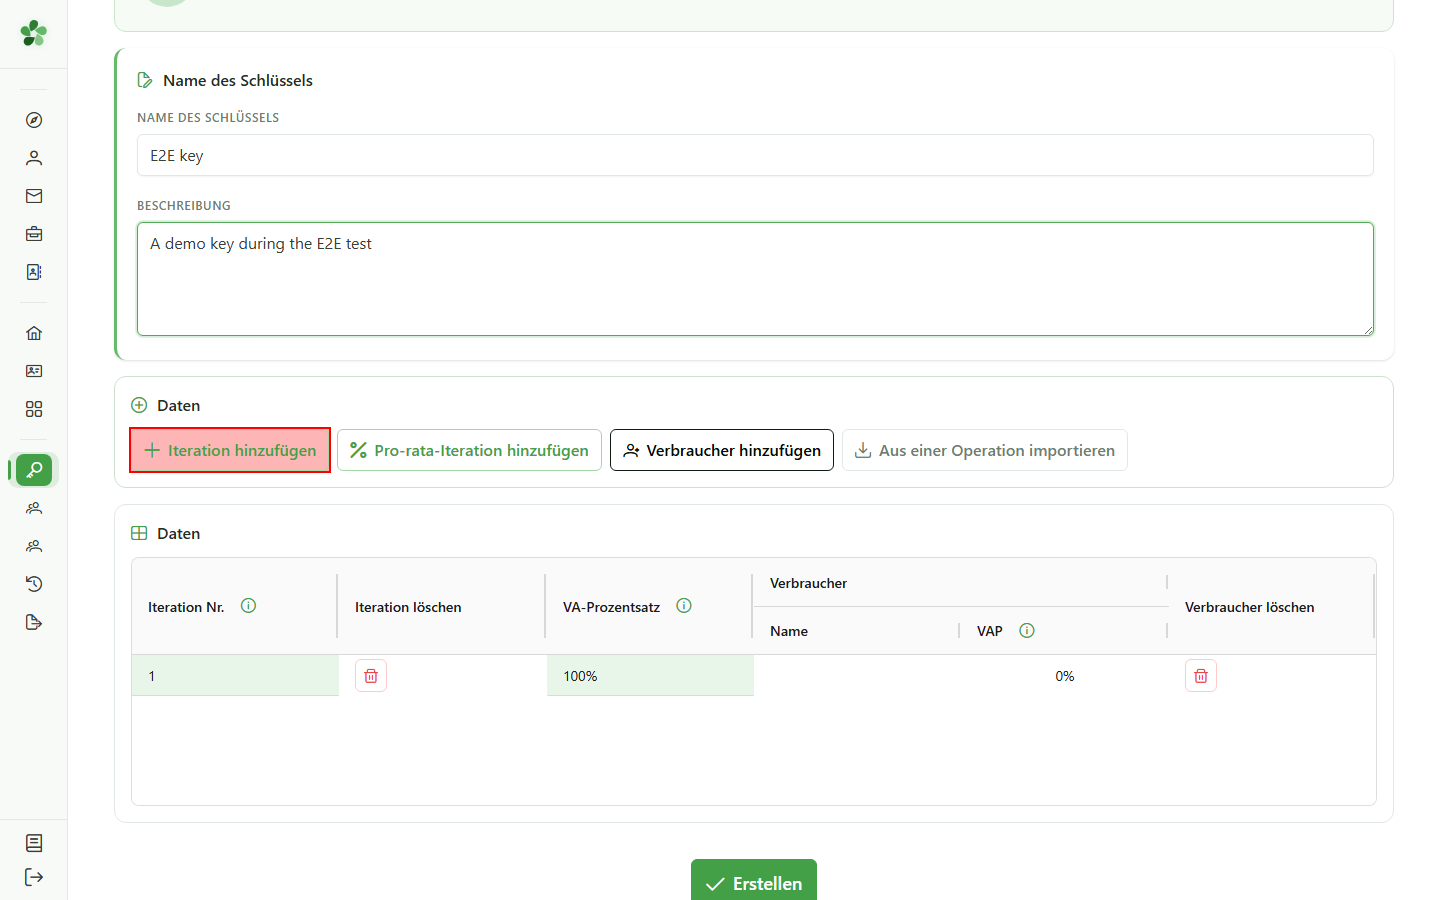 Name des Schlüssels
NAME DES SCHLÜSSELS
E2E key
BESCHREIBUNG
A demo key during the E2E test
Daten
Iteration hinzufügen
Pro-rata-Iteration hinzufügen
Verbraucher hinzufügen
Aus einer Operation importieren
Daten
Iteration Nr.
Iteration löschen
VA-Prozentsatz
Verbraucher
Name
VAP
Verbraucher löschen
1
100%
0%
Erstellen